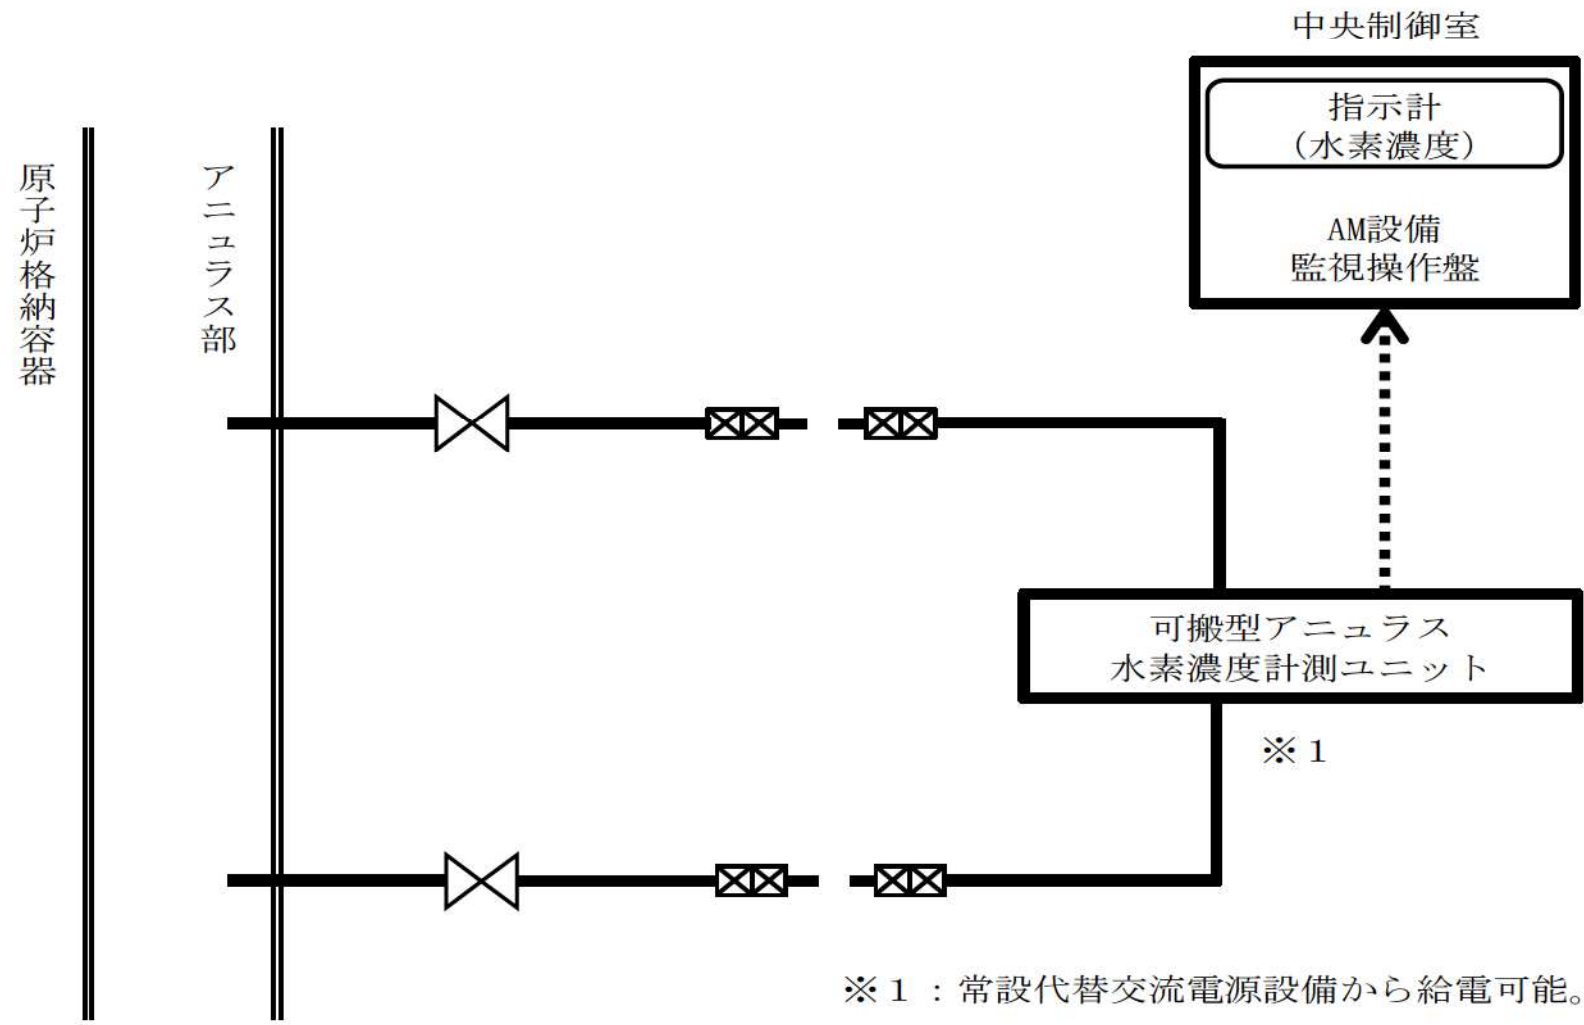 中央制御室
指示計
(水素濃度)
AM設備
監視操作盤
原子炉格納容器
アニュラス部
可搬型アニュラス
水素濃度計測ユニット
※1
※1:常設代替交流電源設備から給電可能。